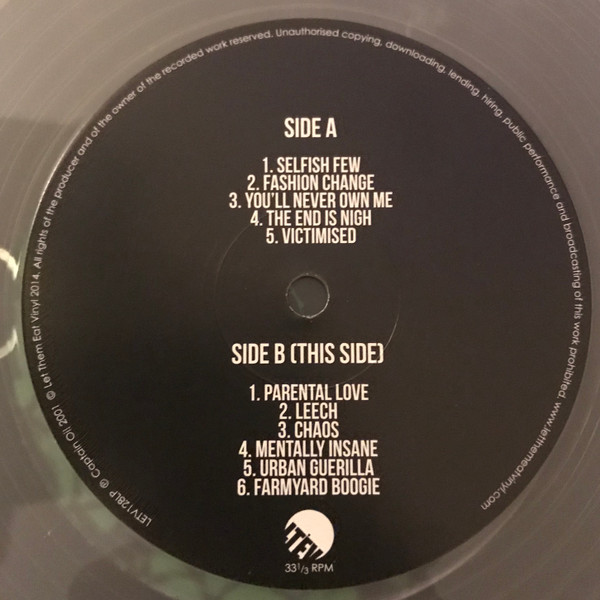 SIDE A
1. SELFISH FEW
2. FASHION CHANGE
3. YOU'LL NEVER OWN ME
4. THE END IS NIGH
5. VICTIMISED
SIDE B (THIS SIDE)
1. PARENTAL LOVE
2. LEECH
3. CHAOS
4. MENTALLY INSANE
5. URBAN GUERILLA
6. FARMYARD BOOGIE
LTEV
33 1/3 RPM
LETV128LP ℗ Captain Oi! 2001 © Let Them Eat Vinyl 2014. All rights of the producer and of the owner of the recorded work reserved. Unauthorised copying, downloading, lending, hiring, public performance and broadcasting of this work prohibited. www.letthemeatvinyl.com